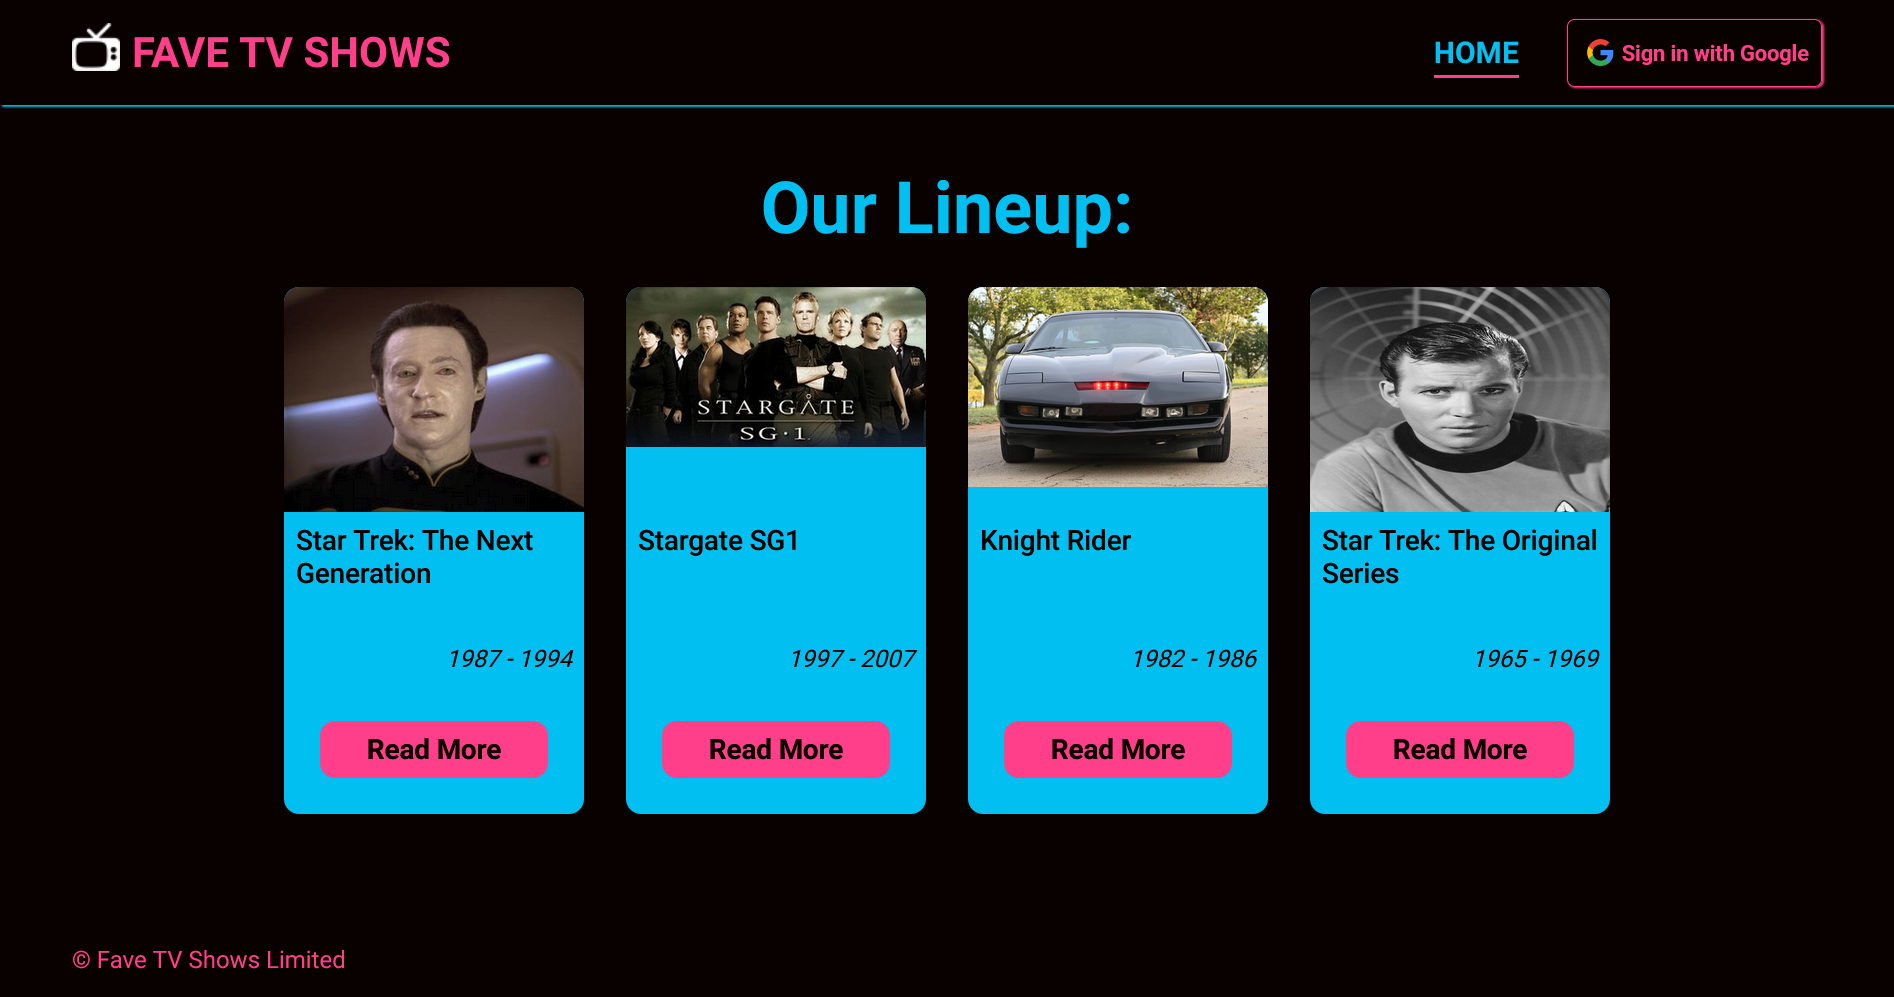 FAVE TV SHOWS
HOME
Sign in with Google
Our Lineup:
STARGATE
SG·1
Star Trek: The Next
Generation
1987 - 1994
Read More
Stargate SG1
1997 - 2007
Read More
Knight Rider
1982 - 1986
Read More
Star Trek: The Original
Series
1965 - 1969
Read More
© Fave TV Shows Limited